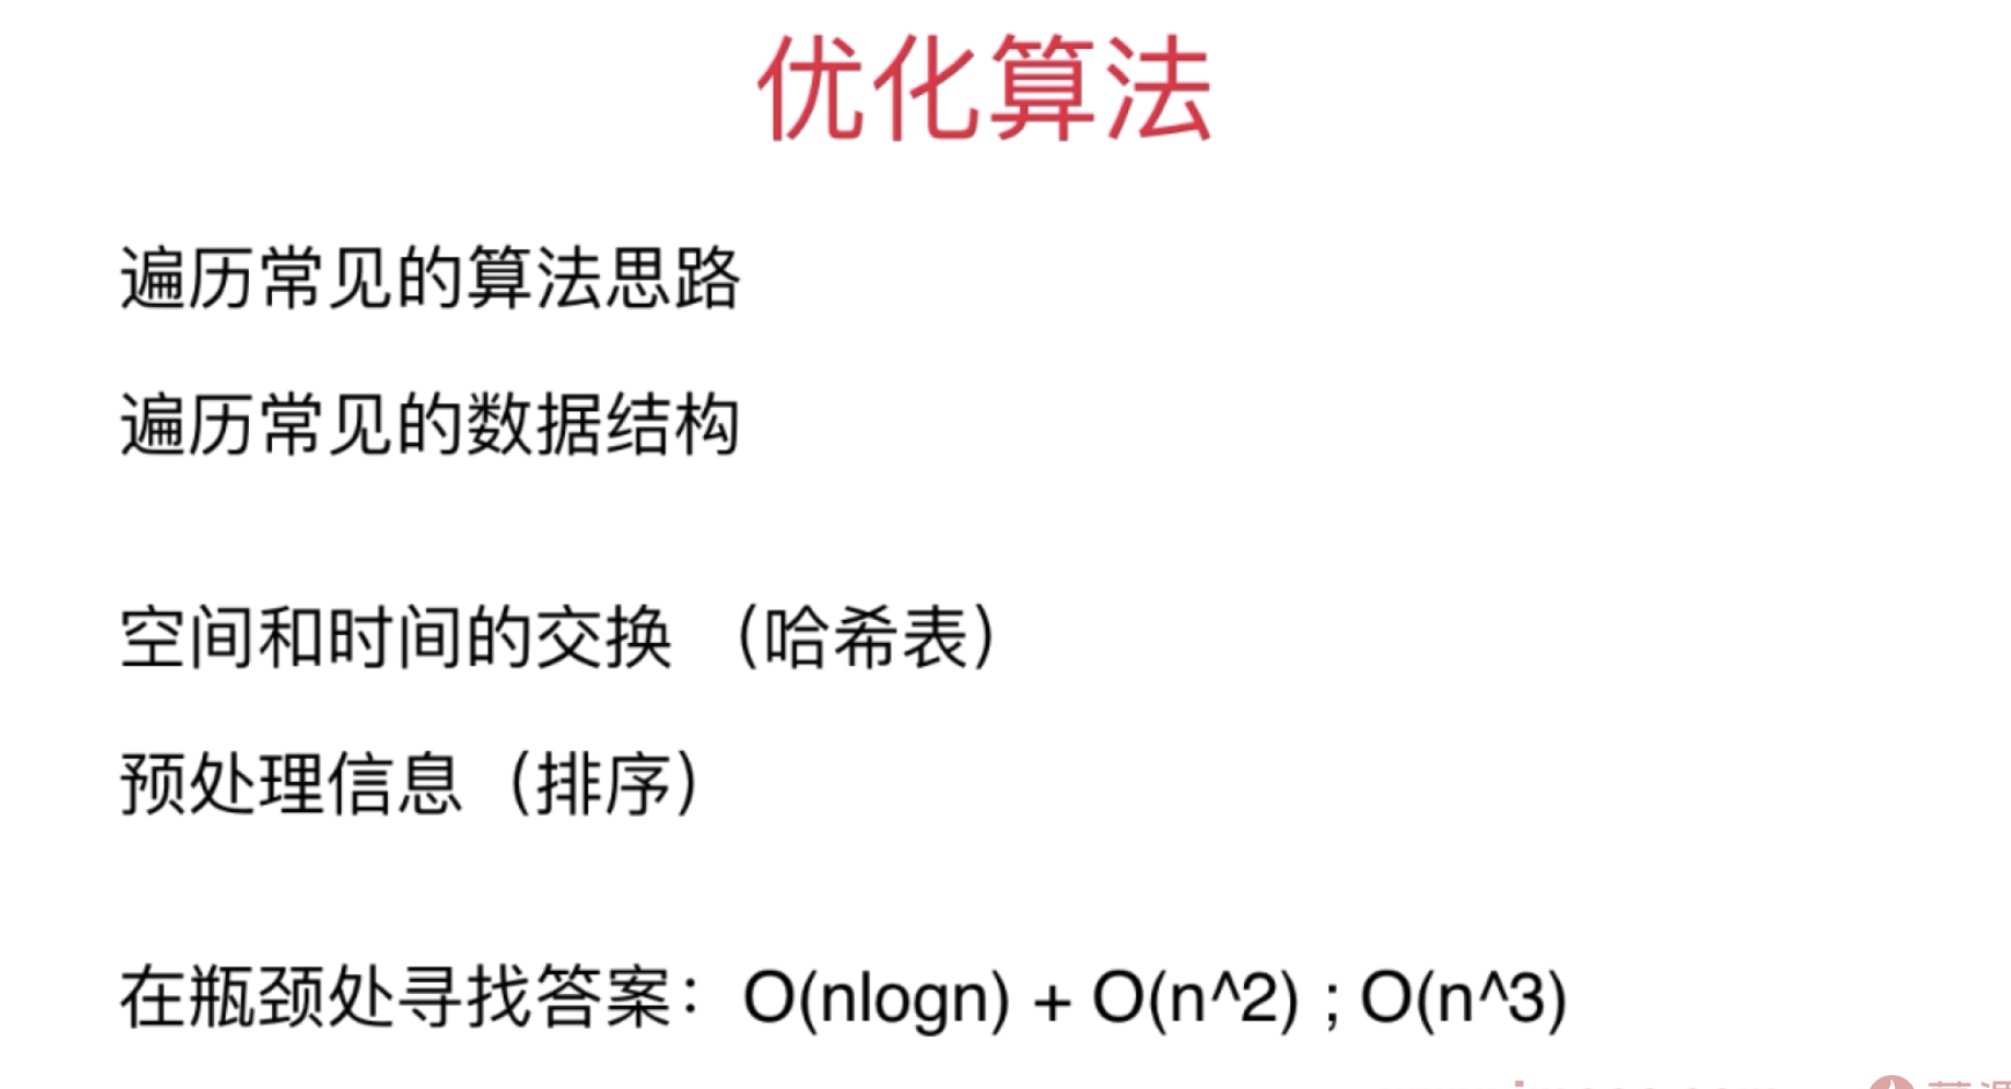 优化算法
遍历常见的算法思路
遍历常见的数据结构
空间和时间的交换 （哈希表）
预处理信息（排序）
在瓶颈处寻找答案：O(nlogn) + O(n^2) ; O(n^3)